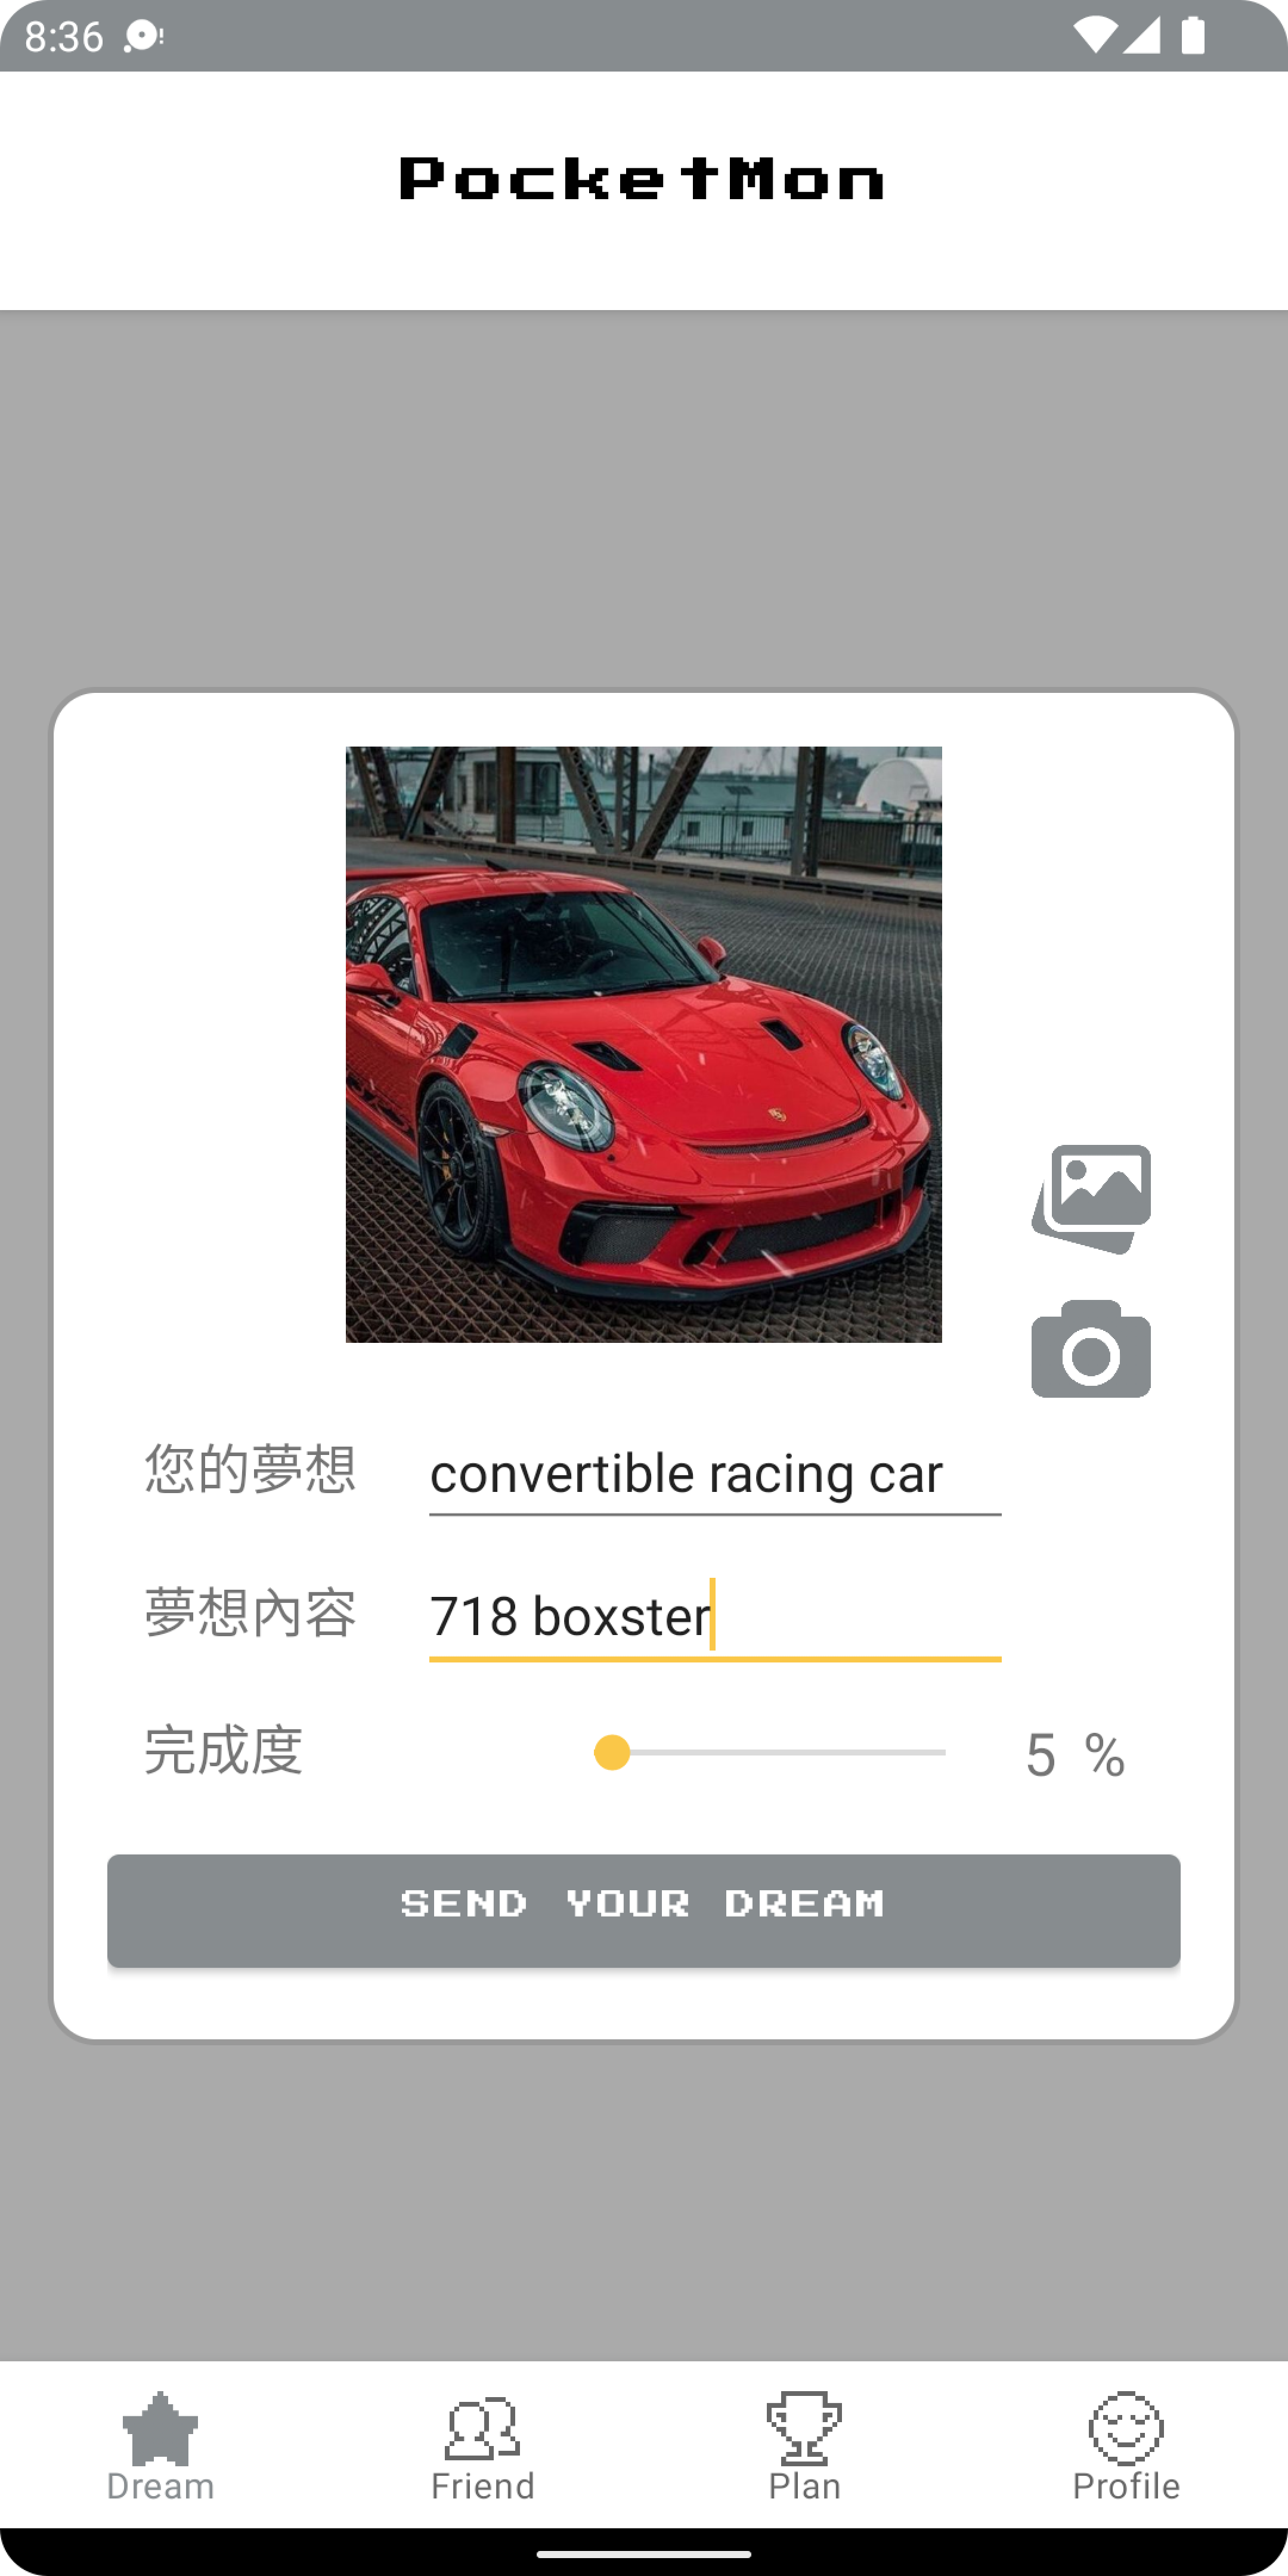 8:36
PocketMon
您的夢想 convertible racing car
夢想內容 718 boxster
完成度 5 %
SEND YOUR DREAM
Dream Friend Plan Profile